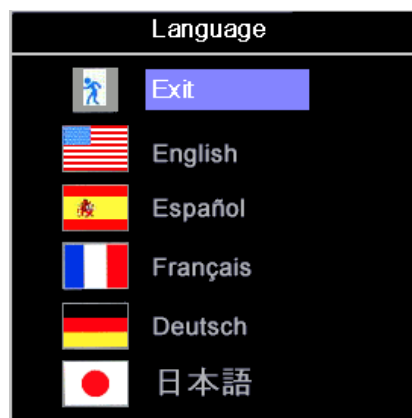 Language
Exit
English
Español
Français
Deutsch
日本語